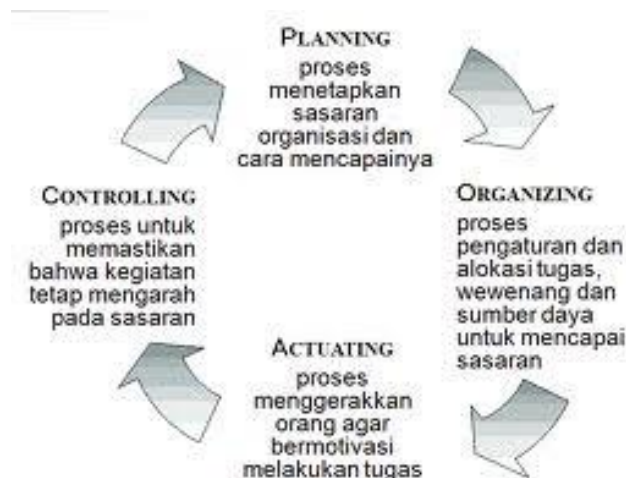 PLANNING
proses
menetapkan
sasaran
organisasi dan
cara mencapainya
ORGANIZING
proses
pengaturan dan
alokasi tugas,
wewenang dan
sumber daya
untuk mencapai
sasaran
ACTUATING
proses
menggerakkan
orang agar
bermotivasi
melakukan tugas
CONTROLLING
proses untuk
memastikan
bahwa kegiatan
tetap mengarah
pada sasaran